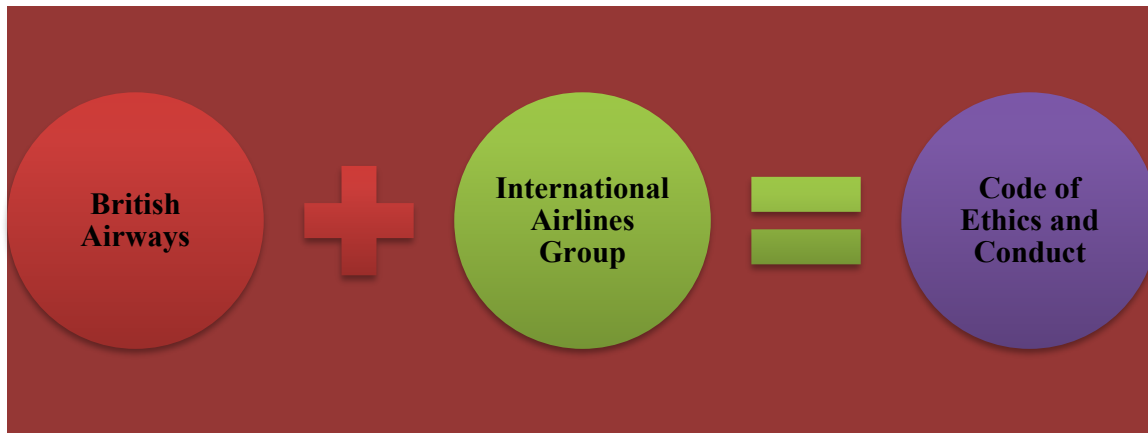 British
Airways
International
Airlines
Group
Code of
Ethics and
Conduct